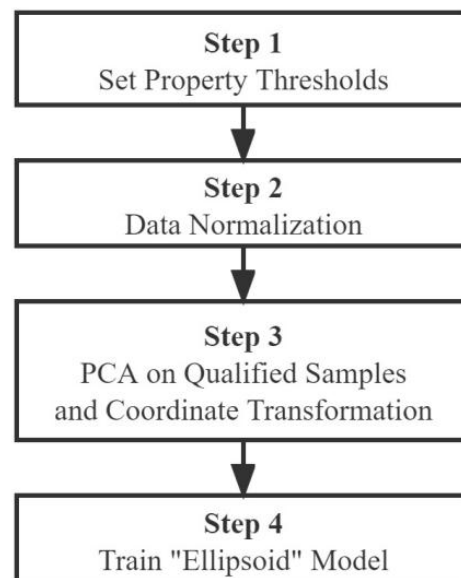 Step 1
Set Property Thresholds
Step 2
Data Normalization
Step 3
PCA on Qualified Samples
and Coordinate Transformation
Step 4
Train "Ellipsoid" Model